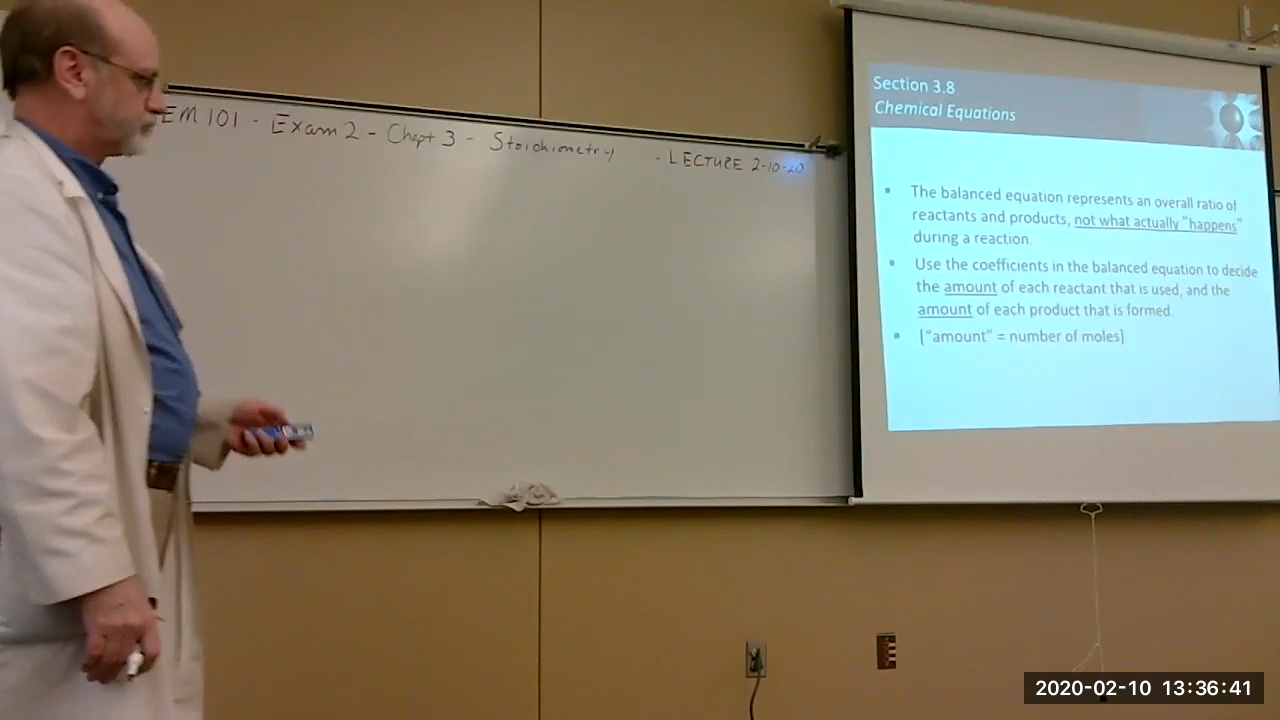 EM 101 - Exam 2 - Chapt 3 - Stoichiometry - LECTURE 2-10-20
Section 3.8
Chemical Equations
▪ The balanced equation represents an overall ratio of
reactants and products, not what actually "happens"
during a reaction.
▪ Use the coefficients in the balanced equation to decide
the amount of each reactant that is used, and the
amount of each product that is formed.
▪ ["amount" = number of moles]
2020-02-10 13:36:41